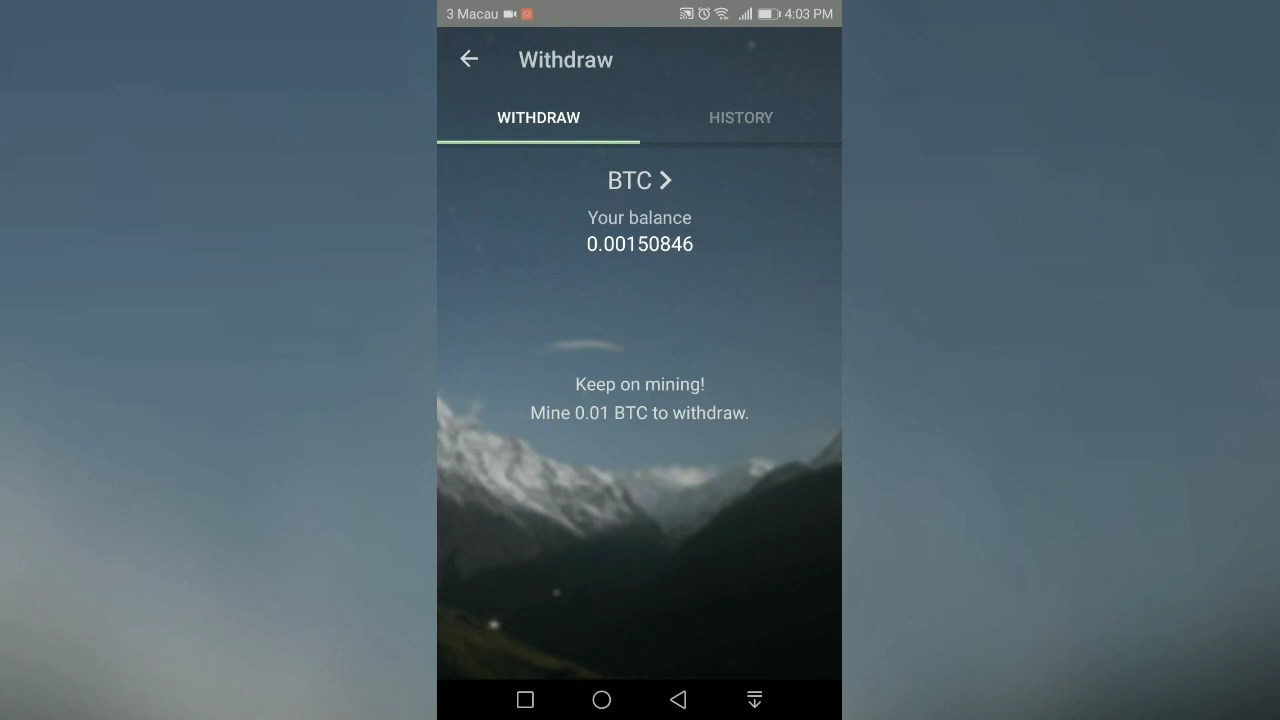 3 Macau 4:03 PM
Withdraw
WITHDRAW HISTORY
BTC
Your balance
0.00150846
Keep on mining!
Mine 0.01 BTC to withdraw.